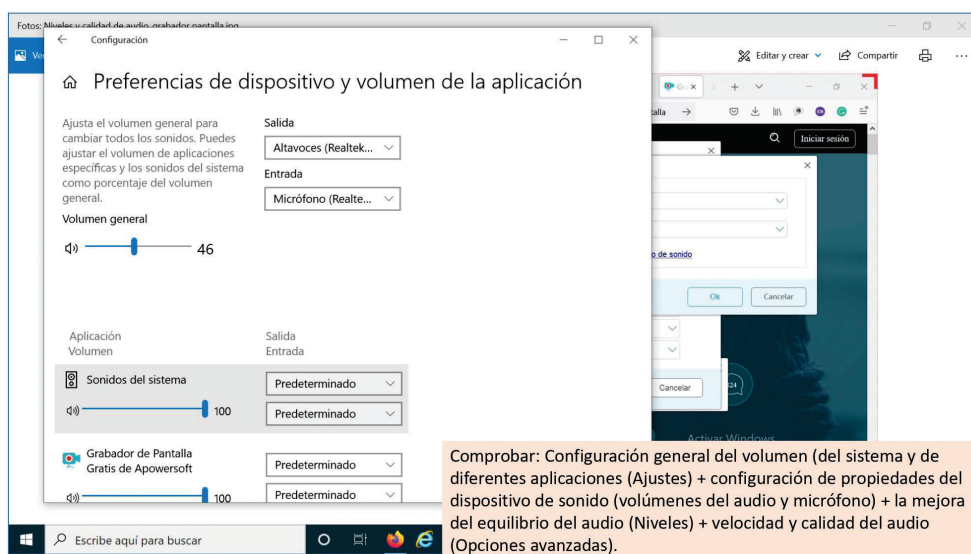 Fotos: Niveles y calidad de audio, grabador pantalla.jpg
Configuración
Editar y crear
Compartir
Preferencias de dispositivo y volumen de la aplicación
Ajusta el volumen general para
cambiar todos los sonidos. Puedes
ajustar el volumen de aplicaciones
específicas y los sonidos del sistema
como porcentaje del volumen
general.
Salida
Altavoces (Realtek...
Entrada
Micrófono (Realte...
Volumen general
46
Aplicación
Volumen
Salida
Entrada
Sonidos del sistema
Predeterminado
100
Predeterminado
Grabador de Pantalla
Gratis de Apowersoft
Predeterminado
100
Predeterminado
Iniciar sesión
o de sonido
Ok
Cancelar
Cancelar
Activar Windows
Comprobar: Configuración general del volumen (del sistema y de
diferentes aplicaciones (Ajustes) + configuración de propiedades del
dispositivo de sonido (volúmenes del audio y micrófono) + la mejora
del equilibrio del audio (Niveles) + velocidad y calidad del audio
(Opciones avanzadas).
Escribe aquí para buscar